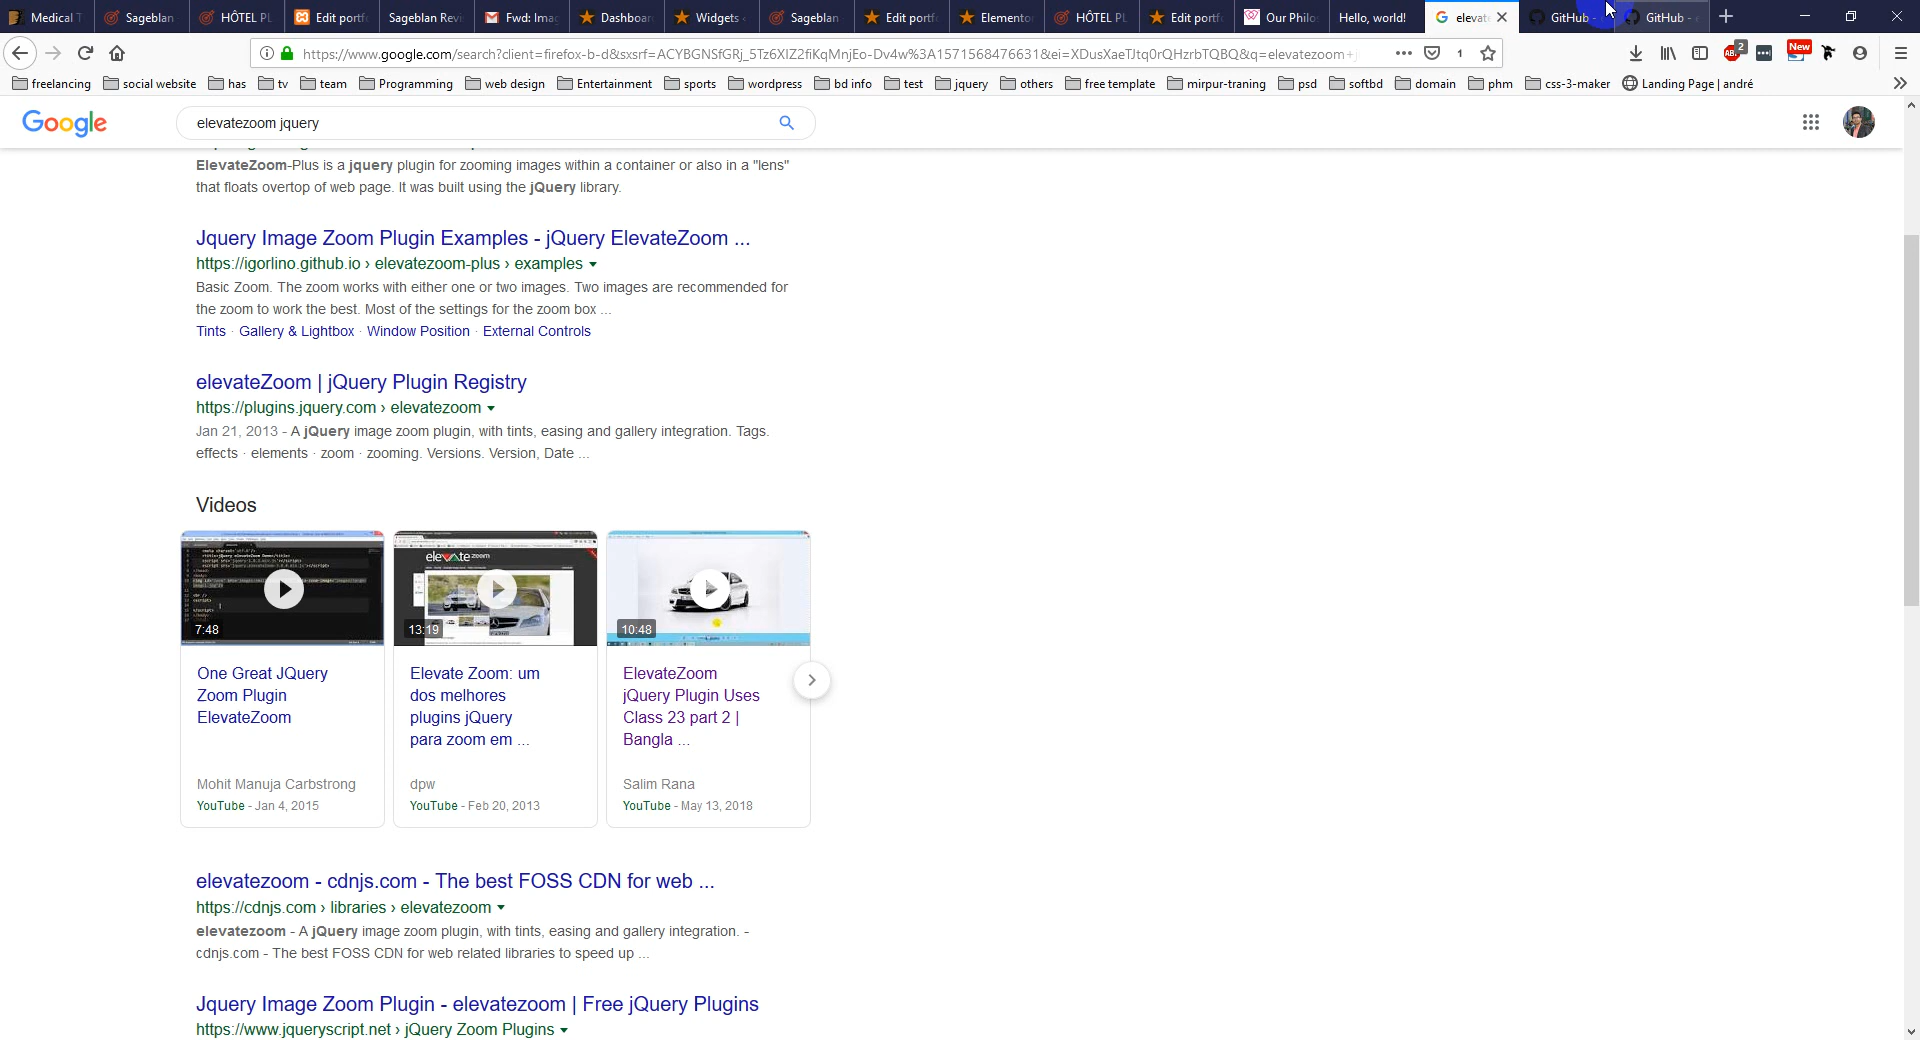 Medical T
Sageblan
HÔTEL PL
Edit portf
Sageblan Revi
Fwd: Imag
Dashboar
Widgets ‹
Sageblan
Edit portf
Elemento
HÔTEL PL
Edit portf
Our Philos
Hello, world!
elevat
GitHub -
GitHub -
https://www.google.com/search?client=firefox-b-d&sxsrf=ACYBGNSfGRj_5Tz6XIZ2fiKqMnjEo-Dv4w%3A1571568476631&ei=XDusXaeTJtq0rQHzrbTQBQ&q=elevatezoom+j
1
2
New
freelancing social website has tv team Programming web design Entertainment sports wordpress bd info test jquery others free template mirpur-traning psd softbd domain phm css-3-maker Landing Page | andré
Google
elevatezoom jquery
ElevateZoom-Plus is a jquery plugin for zooming images within a container or also in a "lens"
that floats overtop of web page. It was built using the jQuery library.
Jquery Image Zoom Plugin Examples - jQuery ElevateZoom ...
https://igorlino.github.io › elevatezoom-plus › examples
Basic Zoom. The zoom works with either one or two images. Two images are recommended for
the zoom to work the best. Most of the settings for the zoom box ...
Tints · Gallery & Lightbox · Window Position · External Controls
elevateZoom | jQuery Plugin Registry
https://plugins.jquery.com › elevatezoom
Jan 21, 2013 - A jQuery image zoom plugin, with tints, easing and gallery integration. Tags.
effects · elements · zoom · zooming. Versions. Version, Date ...
Videos
elevate zoom
7:48
13:19
10:48
One Great JQuery
Zoom Plugin
ElevateZoom
Mohit Manuja Carbstrong
YouTube - Jan 4, 2015
Elevate Zoom: um
dos melhores
plugins jQuery
para zoom em ...
dpw
YouTube - Feb 20, 2013
ElevateZoom
jQuery Plugin Uses
Class 23 part 2 |
Bangla ...
Salim Rana
YouTube - May 13, 2018
elevatezoom - cdnjs.com - The best FOSS CDN for web ...
https://cdnjs.com › libraries › elevatezoom
elevatezoom - A jQuery image zoom plugin, with tints, easing and gallery integration. -
cdnjs.com - The best FOSS CDN for web related libraries to speed up ...
Jquery Image Zoom Plugin - elevatezoom | Free jQuery Plugins
https://www.jqueryscript.net › jQuery Zoom Plugins